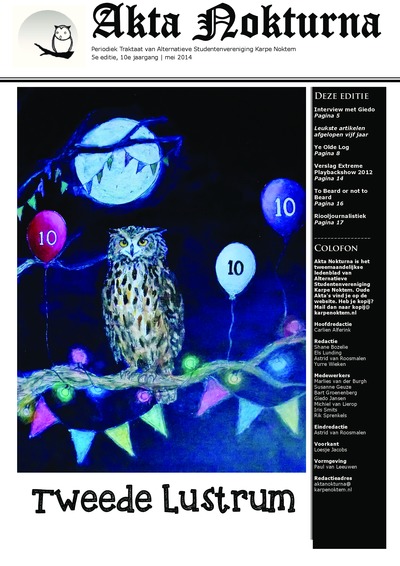 Akta Nokturna
Periodiek Traktaat van Alternatieve Studentenvereniging Karpe Noktem
5e editie, 10e jaargang | mei 2014
10
10
10
Tweede Lustrum
Deze editie
Interview met Giedo
Pagina 5
Leukste artikelen
afgelopen vijf jaar
Ye Olde Log
Pagina 8
Verslag Extreme
Playbackshow 2012
Pagina 14
To Beard or not to
Beard
Pagina 16
Riooljournalistiek
Pagina 17
Colofon
Akta Nokturna is het
tweemaandelijkse
ledenblad van
Alternatieve
Studentenvereniging
Karpe Noktem. Oude
Akta's vind je op de
website. Heb je kopij?
Mail dan naar kopij@
karpenoktem.nl
Hoofdredactie
Carlien Alferink
Redactie
Shane Bozelie
Els Lunding
Astrid van Roosmalen
Yurre Wieken
Medewerkers
Marlies van der Burgh
Susanne Geuze
Bart Groenenberg
Giedo Jansen
Michiel van Lierop
Iris Smits
Rik Sprenkels
Eindredactie
Astrid van Roosmalen
Voorkant
Loesje Jacobs
Vormgeving
Paul van Leeuwen
Redactieadres
aktanokturna@
karpenoktem.nl